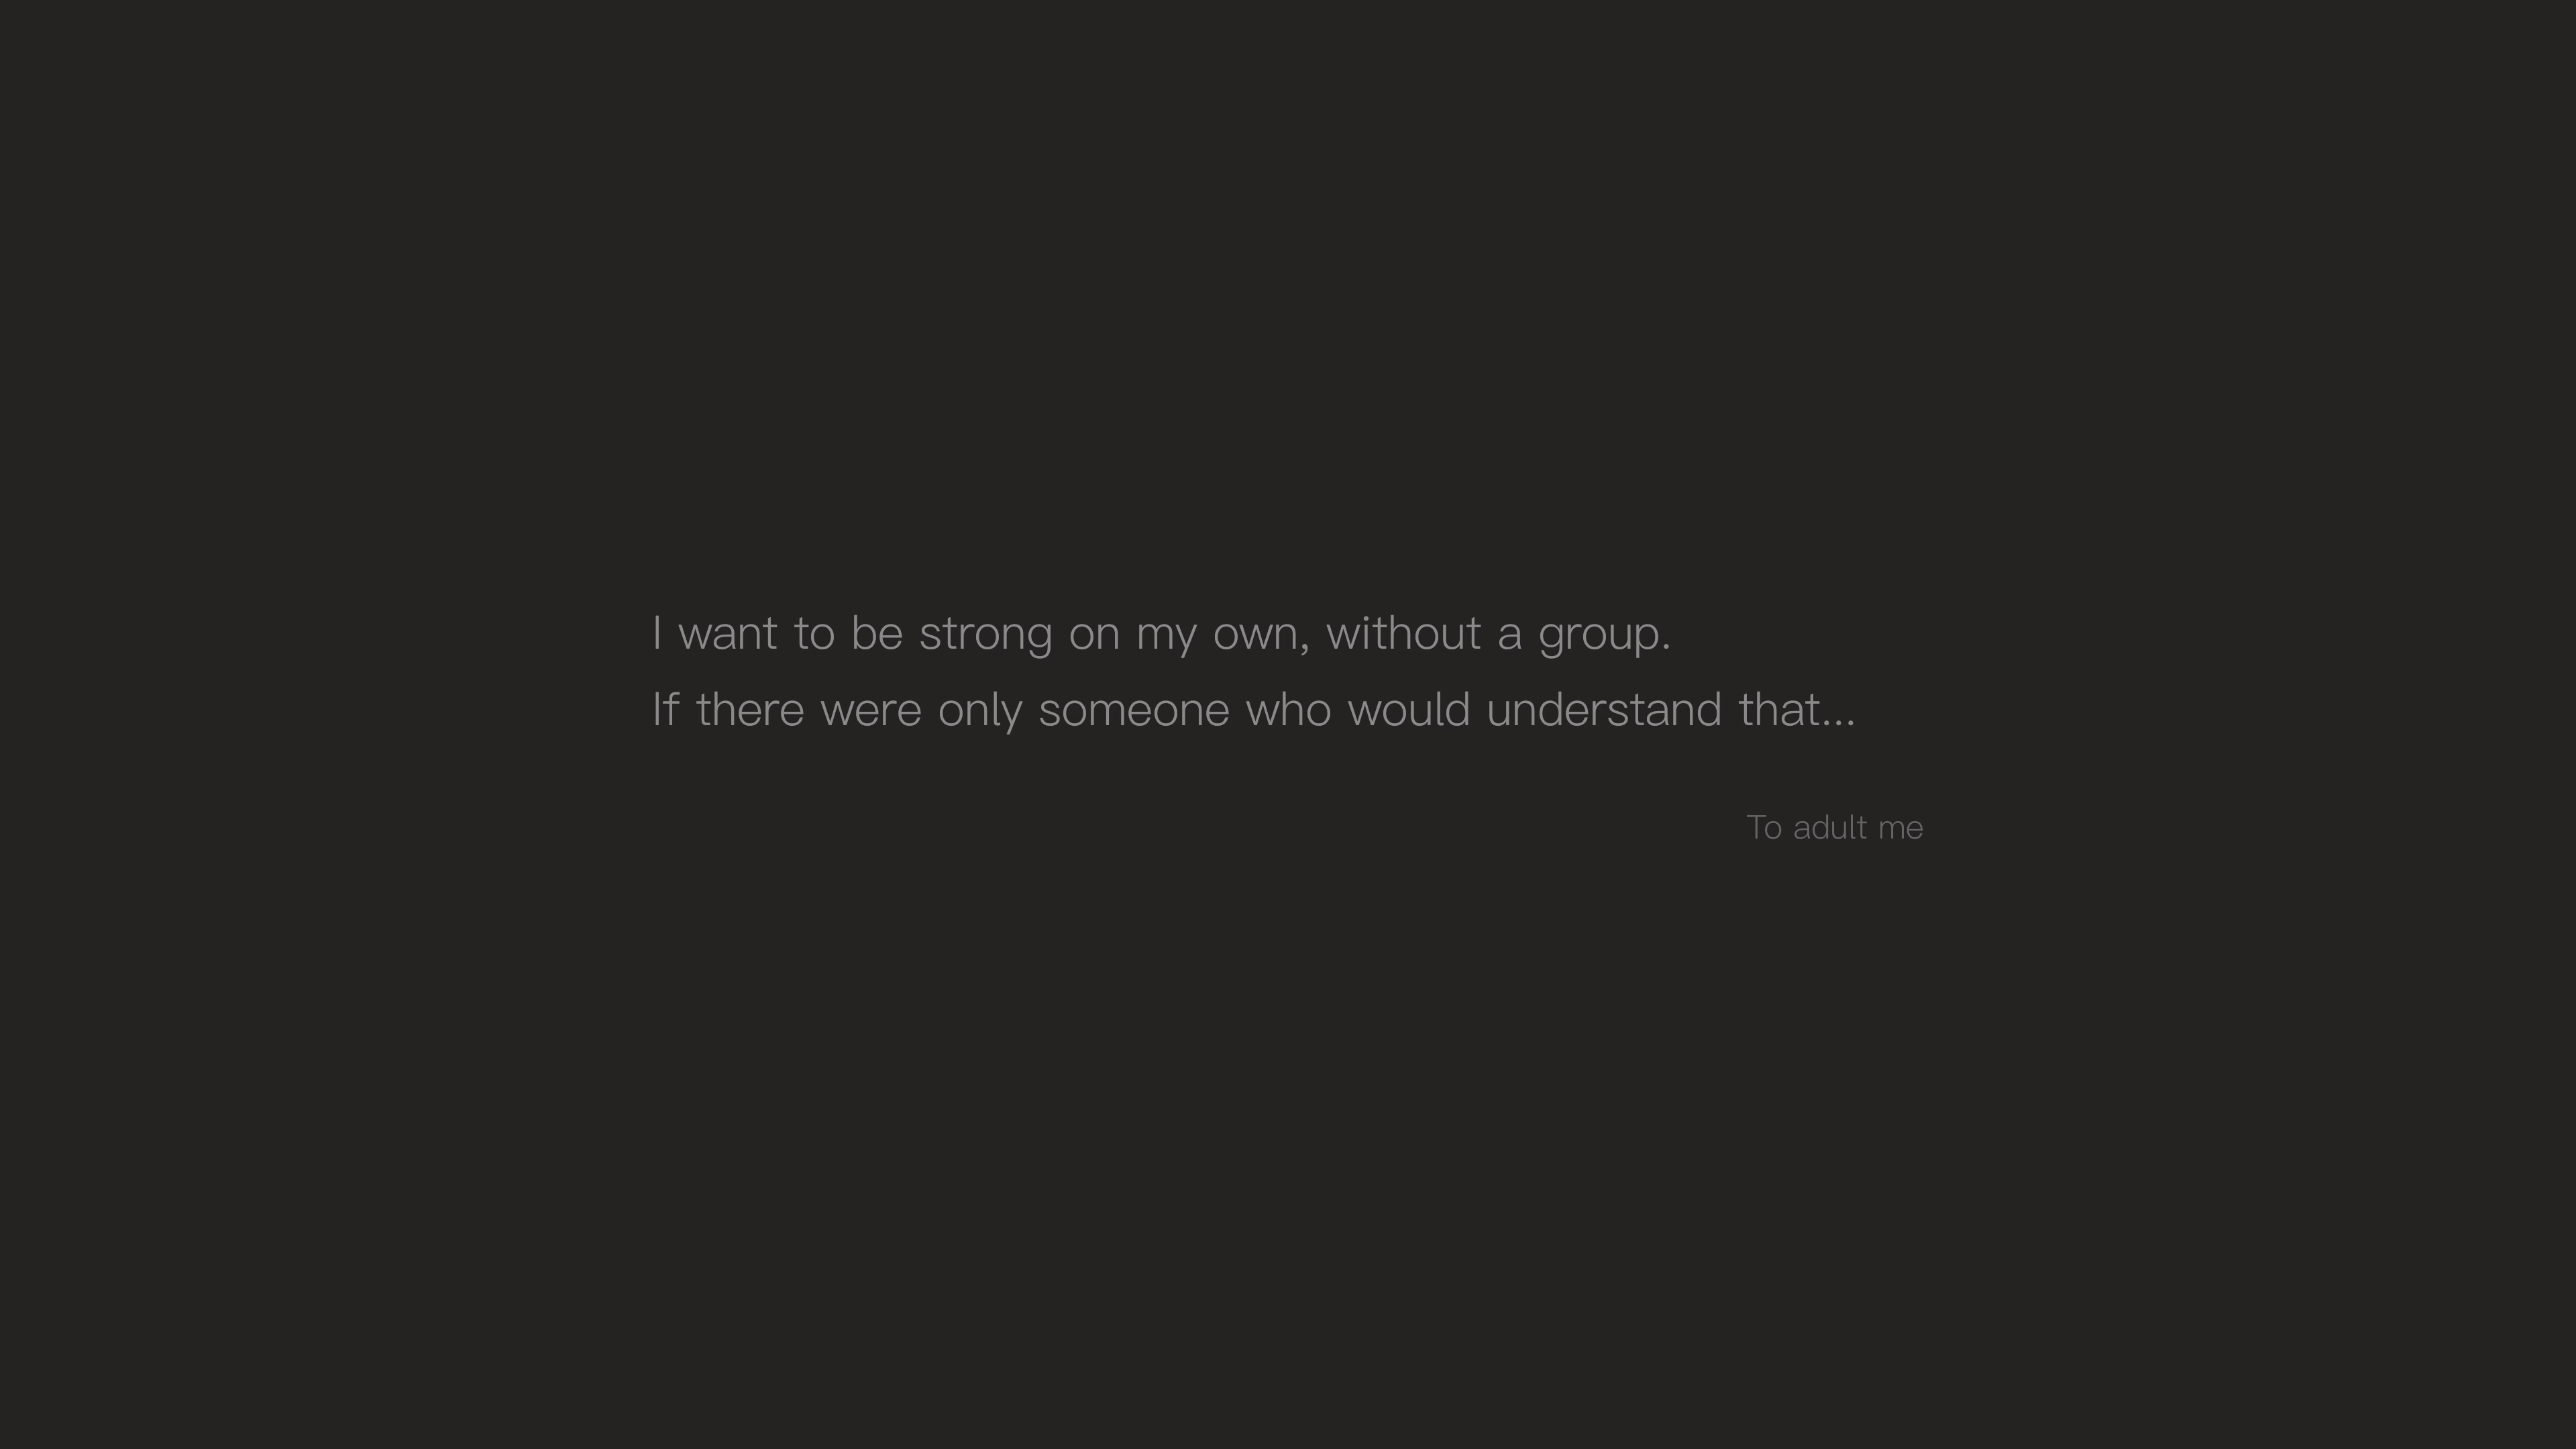 I want to be strong on my own, without a group.
If there were only someone who would understand that...
To adult me